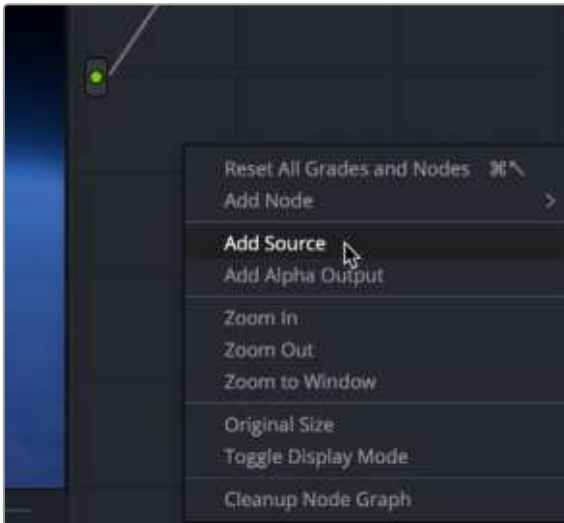 Reset All Grades and Nodes ⌘↖
Add Node >
Add Source
Add Alpha Output
Zoom In
Zoom Out
Zoom to Window
Original Size
Toggle Display Mode
Cleanup Node Graph